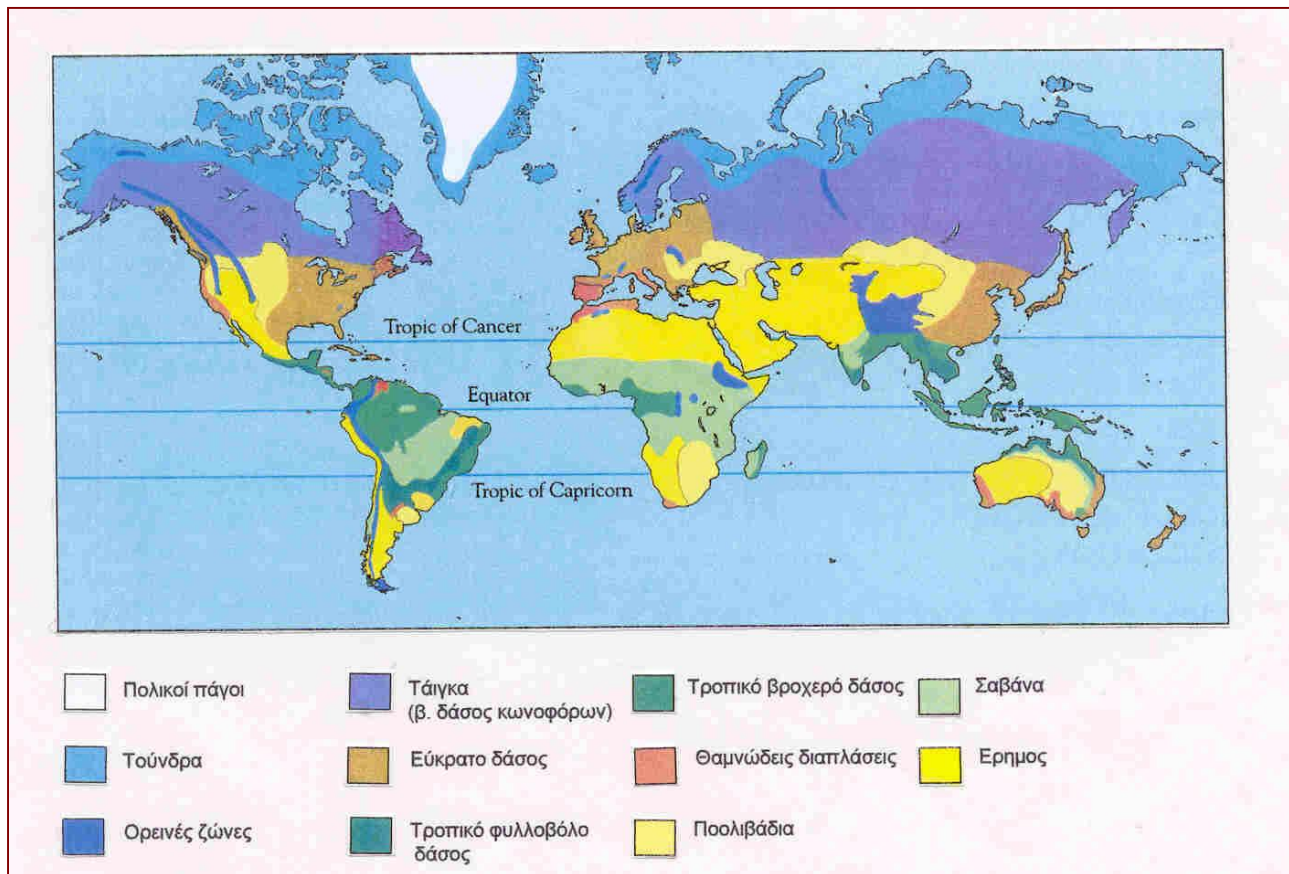 Tropic of Cancer
Equator
Tropic of Capricorn
Πολικοί πάγοι
Τάιγκα
(β. δάσος κωνοφόρων)
Τροπικό βροχερό δάσος
Σαβάνα
Τούνδρα
Εύκρατο δάσος
Θαμνώδεις διαπλάσεις
Ερημος
Ορεινές ζώνες
Τροπικό φυλλοβόλο
δάσος
Ποολιβάδια